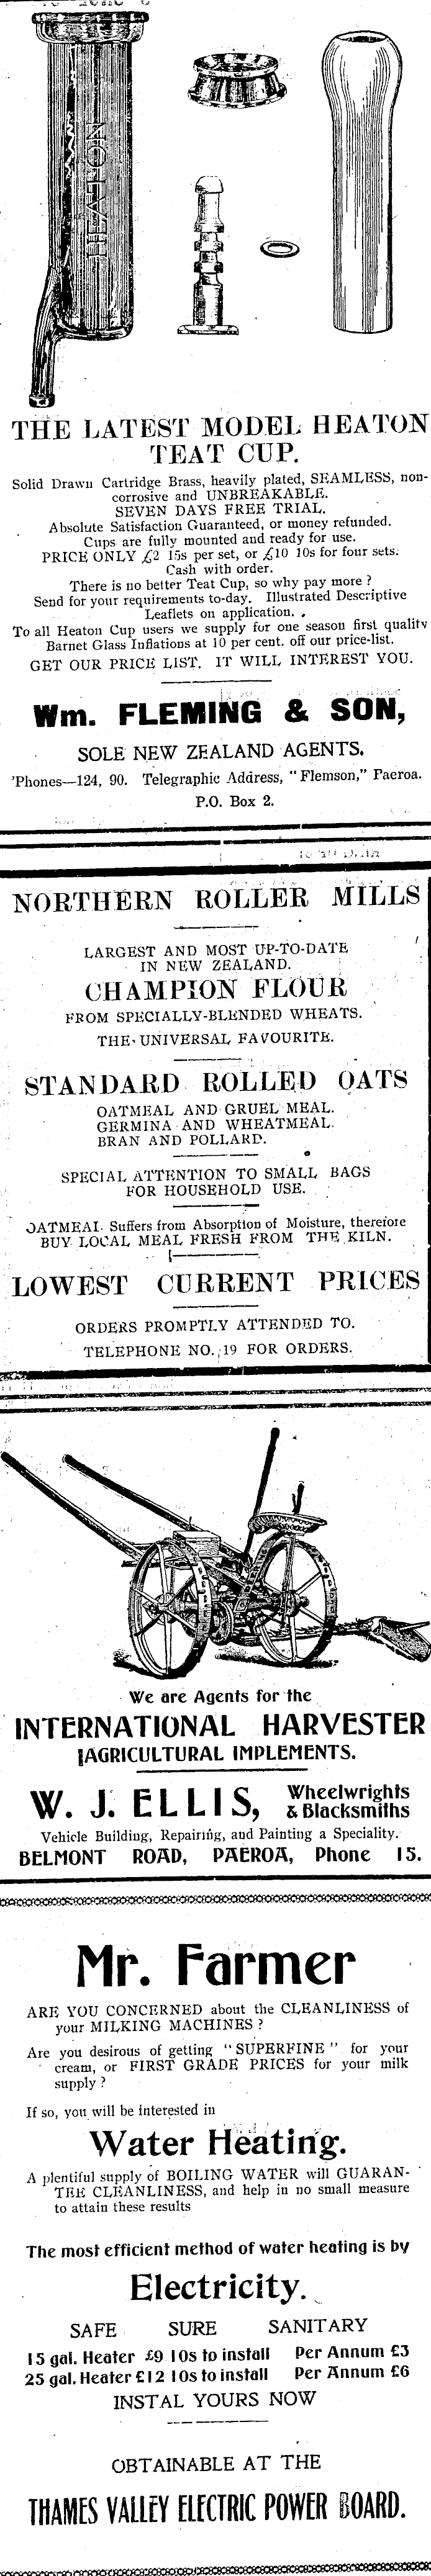 HEATON
THE LATEST MODEL HEATON
TEAT CUP.
Solid Drawn Cartridge Brass, heavily plated, SEAMLESS, non-
corrosive and UNBREAKABLE.
SEVEN DAYS FREE TRIAL.
Absolute Satisfaction Guaranteed, or money refunded.
Cups are fully mounted and ready for use.
PRICE ONLY £2 15s per set, or £10 10s for four sets.
Cash with order.
There is no better Teat Cup, so why pay more ?
Send for your requirements to-day. Illustrated Descriptive
Leaflets on application.
To all Heaton Cup users we supply for one season first quality
Barnet Glass Inflations at 10 per cent. off our price-list.
GET OUR PRICE LIST. IT WILL INTEREST YOU.
Wm. FLEMING & SON,
SOLE NEW ZEALAND AGENTS.
'Phones—124, 90. Telegraphic Address, "Flemson," Paeroa.
P.O. Box 2.
NORTHERN ROLLER MILLS
LARGEST AND MOST UP-TO-DATE
IN NEW ZEALAND.
CHAMPION FLOUR
FROM SPECIALLY-BLENDED WHEATS.
THE UNIVERSAL FAVOURITE.
STANDARD ROLLED OATS
OATMEAL AND GRUEL MEAL.
GERMINA AND WHEATMEAL.
BRAN AND POLLARD.
SPECIAL ATTENTION TO SMALL BAGS
FOR HOUSEHOLD USE.
OATMEAL Suffers from Absorption of Moisture, therefore
BUY LOCAL MEAL FRESH FROM THE KILN.
LOWEST CURRENT PRICES
ORDERS PROMPTLY ATTENDED TO.
TELEPHONE NO. 19 FOR ORDERS.
We are Agents for the
INTERNATIONAL HARVESTER
AGRICULTURAL IMPLEMENTS.
W. J. ELLIS, Wheelwrights
& Blacksmiths
Vehicle Building, Repairing, and Painting a Speciality.
BELMONT ROAD, PAEROA, Phone 15.
Mr. Farmer
ARE YOU CONCERNED about the CLEANLINESS of
your MILKING MACHINES ?
Are you desirous of getting "SUPERFINE" for your
cream, or FIRST GRADE PRICES for your milk
supply ?
If so, you will be interested in
Water Heating.
A plentiful supply of BOILING WATER will GUARAN-
TEE CLEANLINESS, and help in no small measure
to attain these results
The most efficient method of water heating is by
Electricity.
SAFE SURE SANITARY
15 gal. Heater £9 10s to install Per Annum £3
25 gal. Heater £12 10s to install Per Annum £6
INSTAL YOURS NOW
OBTAINABLE AT THE
THAMES VALLEY ELECTRIC POWER BOARD.